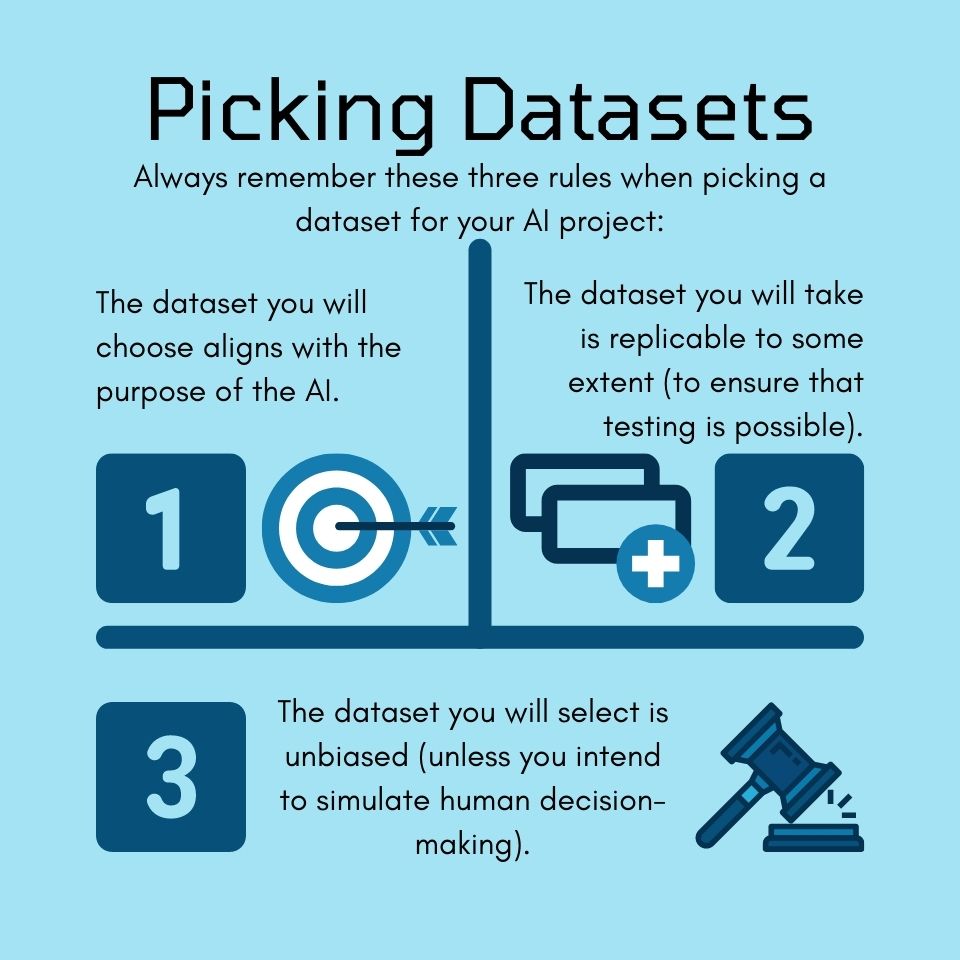 Picking Datasets
Always remember these three rules when picking a
dataset for your AI project:
The dataset you will
choose aligns with the
purpose of the AI.
1
The dataset you will take
is replicable to some
extent (to ensure that
testing is possible).
2
3
The dataset you will select is
unbiased (unless you intend
to simulate human decision-
making).